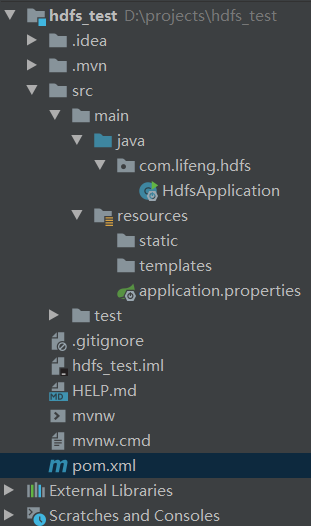 hdfs_test D:\projects\hdfs_test
.idea
.mvn
src
main
java
com.lifeng.hdfs
HdfsApplication
resources
static
templates
application.properties
test
.gitignore
hdfs_test.iml
MD HELP.md
mvnw
mvnw.cmd
m pom.xml
External Libraries
Scratches and Consoles